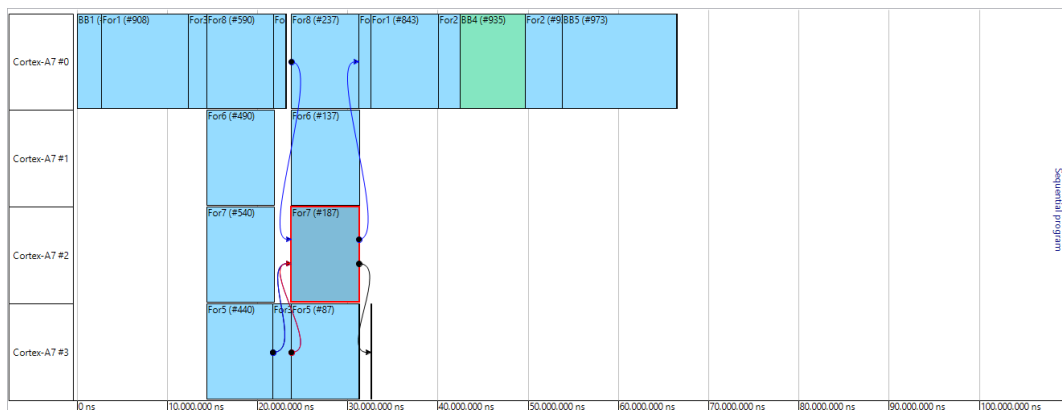 BB1 (
For1 (#908)
For3
For8 (#590)
Fo
For8 (#237)
Fo
For1 (#843)
For2
BB4 (#935)
For2 (#9
BB5 (#973)
Cortex-A7 #0
For6 (#490)
For6 (#137)
Cortex-A7 #1
For7 (#540)
For7 (#187)
Cortex-A7 #2
For5 (#440)
For3
For5 (#87)
Cortex-A7 #3
Sequential program
0 ns
10.000.000 ns
20.000.000 ns
30.000.000 ns
40.000.000 ns
50.000.000 ns
60.000.000 ns
70.000.000 ns
80.000.000 ns
90.000.000 ns
100.000.000 ns